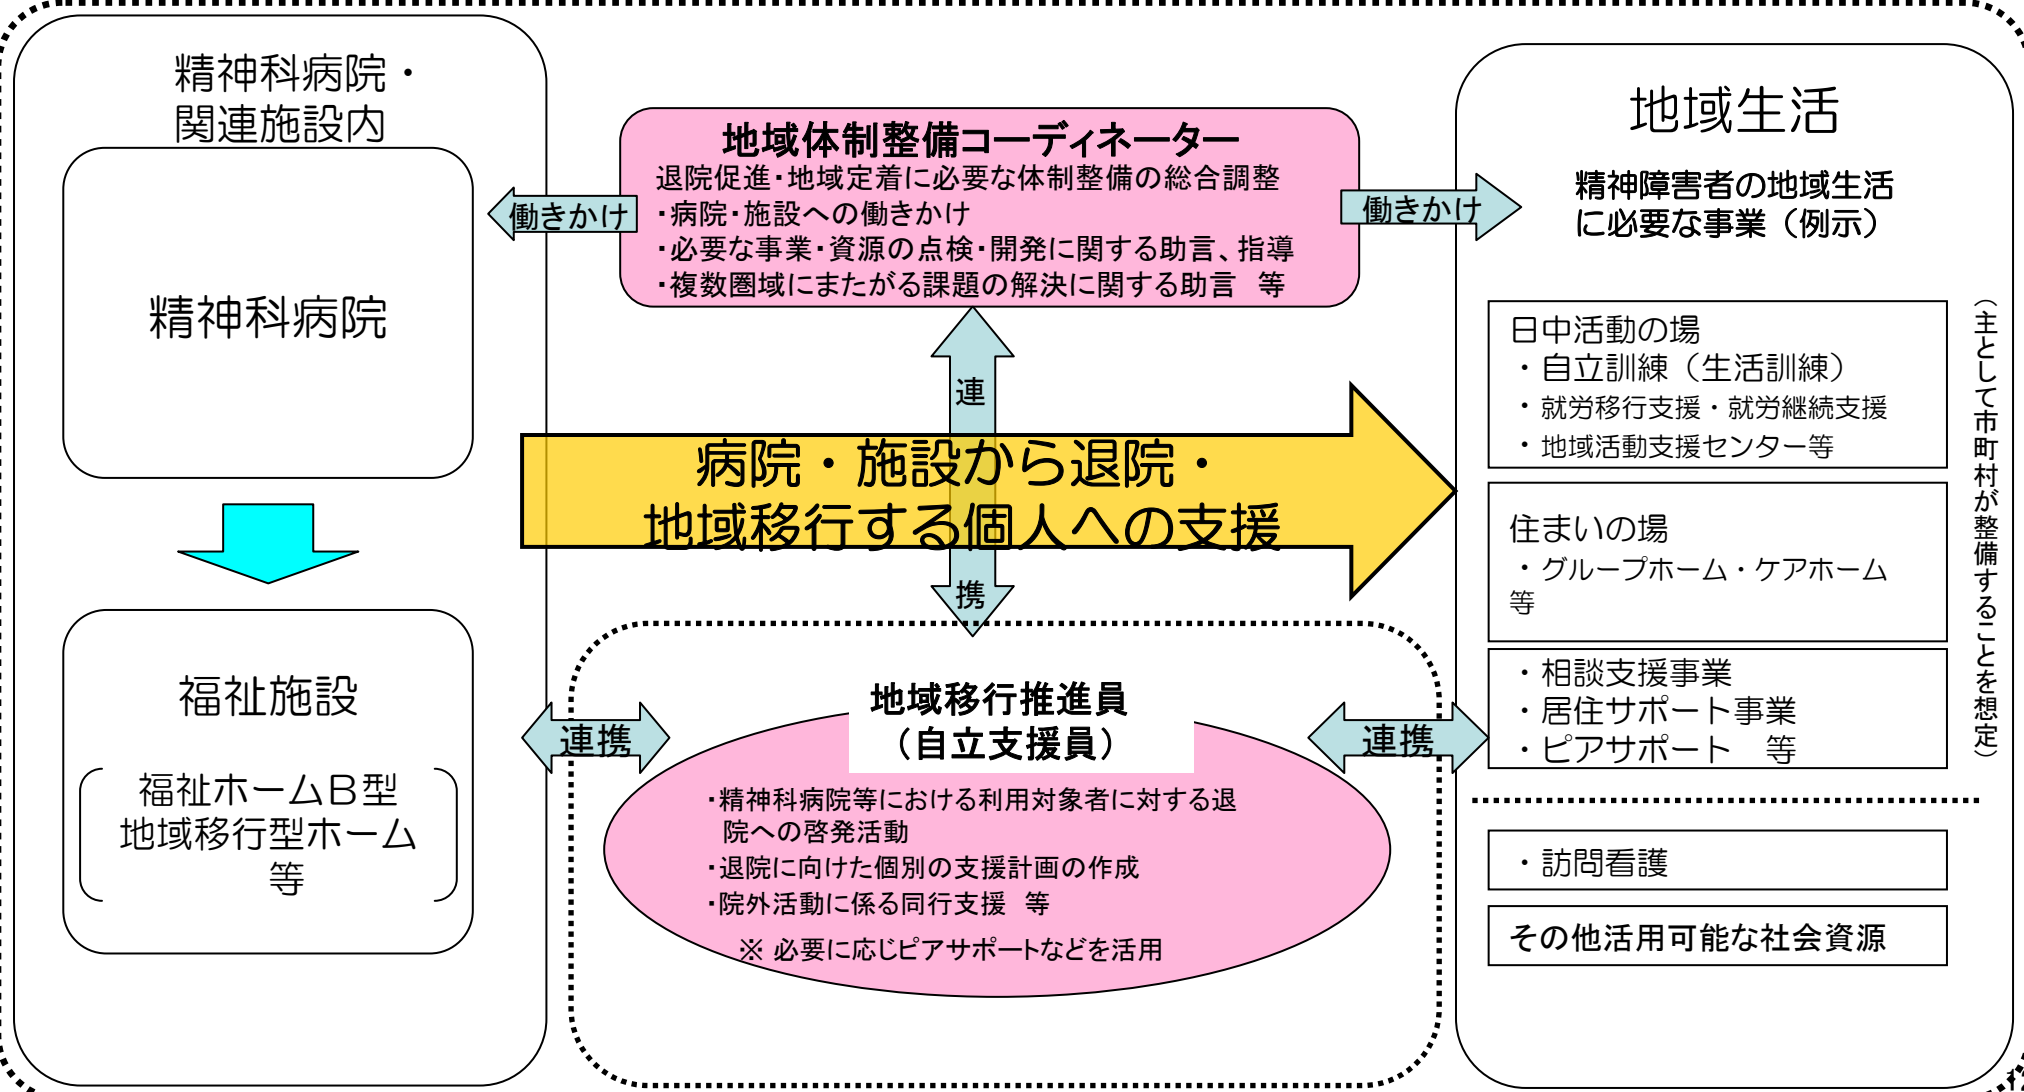 精神科病院・
関連施設内
精神科病院
福祉施設
福祉ホームＢ型
地域移行型ホーム
等
地域体制整備コーディネーター
退院促進・地域定着に必要な体制整備の総合調整
・病院・施設への働きかけ
・必要な事業・資源の点検・開発に関する助言、指導
・複数圏域にまたがる課題の解決に関する助言　等
働きかけ
働きかけ
連
携
病院・施設から退院・
地域移行する個人への支援
地域移行推進員
（自立支援員）
・精神科病院等における利用対象者に対する退
院への啓発活動
・退院に向けた個別の支援計画の作成
・院外活動に係る同行支援　等
※ 必要に応じピアサポートなどを活用
連携
連携
地域生活
精神障害者の地域生活
に必要な事業（例示）
日中活動の場
・自立訓練（生活訓練）
・就労移行支援・就労継続支援
・地域活動支援センター等
住まいの場
・グループホーム・ケアホーム
等
・相談支援事業
・居住サポート事業
・ピアサポート　等
・訪問看護
その他活用可能な社会資源
（主として市町村が整備することを想定）